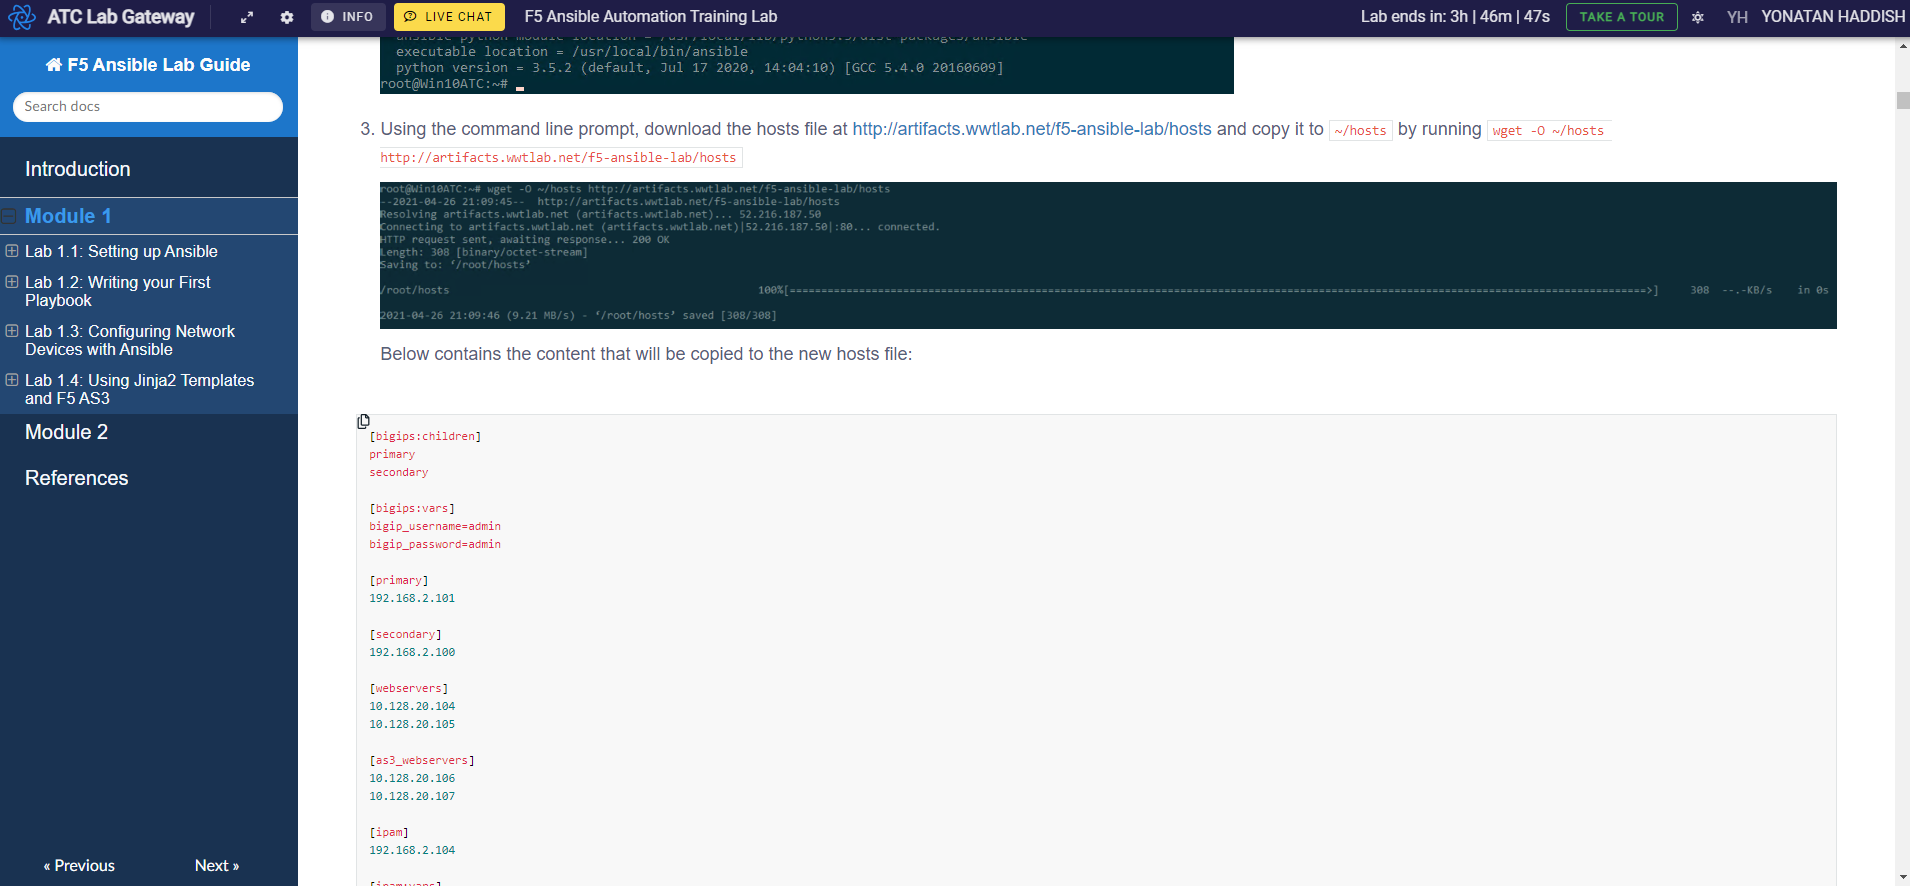 ATC Lab Gateway
INFO
LIVE CHAT
F5 Ansible Automation Training Lab
Lab ends in: 3h | 46m | 47s
TAKE A TOUR
YH
YONATAN HADDISH
F5 Ansible Lab Guide
Search docs
Introduction
Module 1
Lab 1.1: Setting up Ansible
Lab 1.2: Writing your First
Playbook
Lab 1.3: Configuring Network
Devices with Ansible
Lab 1.4: Using Jinja2 Templates
and F5 AS3
Module 2
References
« Previous
Next »
ansible python module location = /usr/local/lib/python3.5/dist-packages/ansible
executable location = /usr/local/bin/ansible
python version = 3.5.2 (default, Jul 17 2020, 14:04:10) [GCC 5.4.0 20160609]
root@Win10ATC:~#
3. Using the command line prompt, download the hosts file at http://artifacts.wwtlab.net/f5-ansible-lab/hosts and copy it to ~/hosts by running wget -O ~/hosts
http://artifacts.wwtlab.net/f5-ansible-lab/hosts
root@Win10ATC:~# wget -O ~/hosts http://artifacts.wwtlab.net/f5-ansible-lab/hosts
--2021-04-26 21:09:45-- http://artifacts.wwtlab.net/f5-ansible-lab/hosts
Resolving artifacts.wwtlab.net (artifacts.wwtlab.net)... 52.216.187.50
Connecting to artifacts.wwtlab.net (artifacts.wwtlab.net)|52.216.187.50|:80... connected.
HTTP request sent, awaiting response... 200 OK
Length: 308 [binary/octet-stream]
Saving to: ‘/root/hosts’
/root/hosts 100%[=====================================================>] 308 --.-KB/s in 0s
2021-04-26 21:09:46 (9.21 MB/s) - ‘/root/hosts’ saved [308/308]
Below contains the content that will be copied to the new hosts file:
[bigips:children]
primary
secondary
[bigips:vars]
bigip_username=admin
bigip_password=admin
[primary]
192.168.2.101
[secondary]
192.168.2.100
[webservers]
10.128.20.104
10.128.20.105
[as3_webservers]
10.128.20.106
10.128.20.107
[ipam]
192.168.2.104
[ipam:vars]